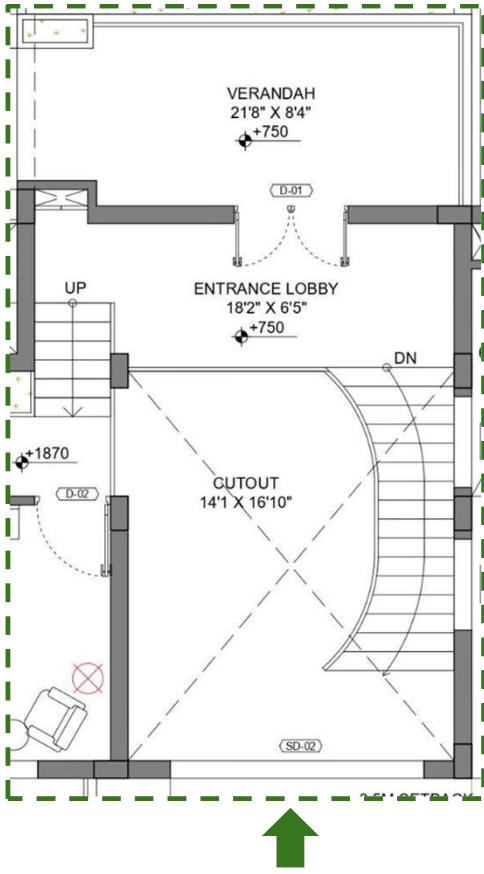 VERANDAH
21'8" X 8'4"
+750
D-01
UP
ENTRANCE LOBBY
18'2" X 6'5"
+750
DN
+1870
D-02
CUTOUT
14'1 X 16'10"
SD-02